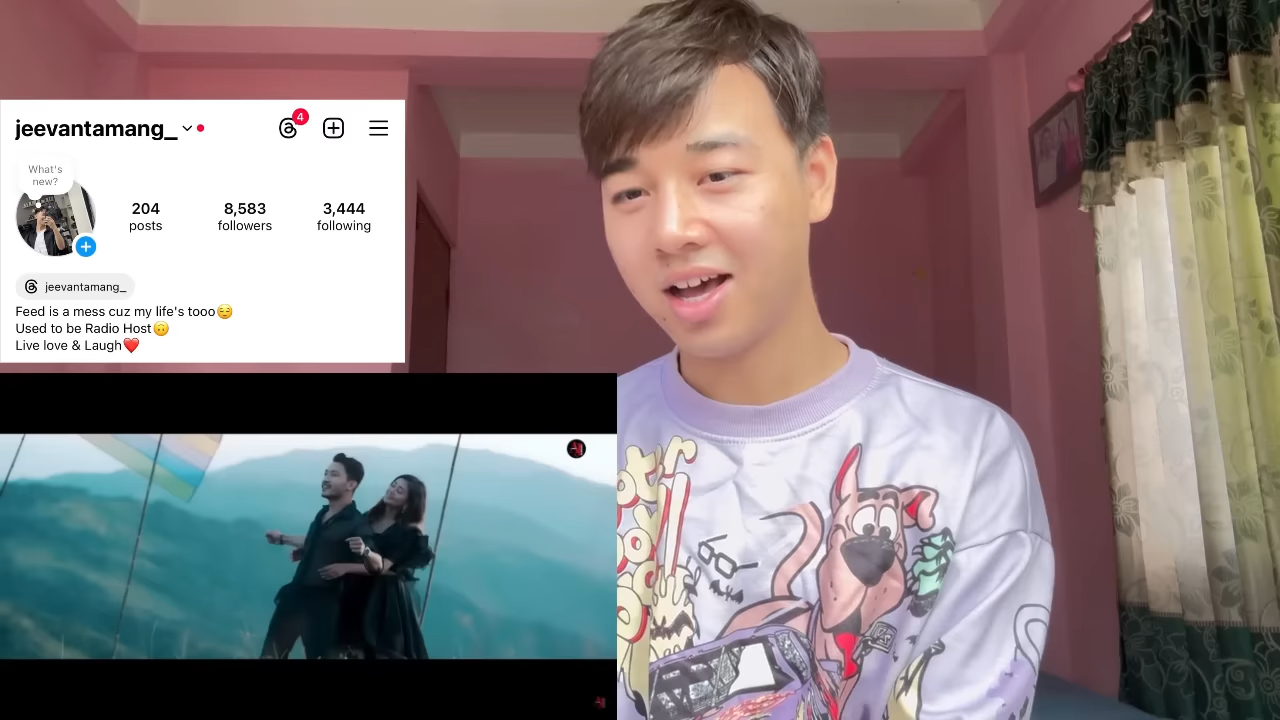 jeevantamang_
4
What's
new?
204
posts
8,583
followers
3,444
following
jeevantamang_
Feed is a mess cuz my life's tooo😌
Used to be Radio Host🙃
Live love & Laugh❤️